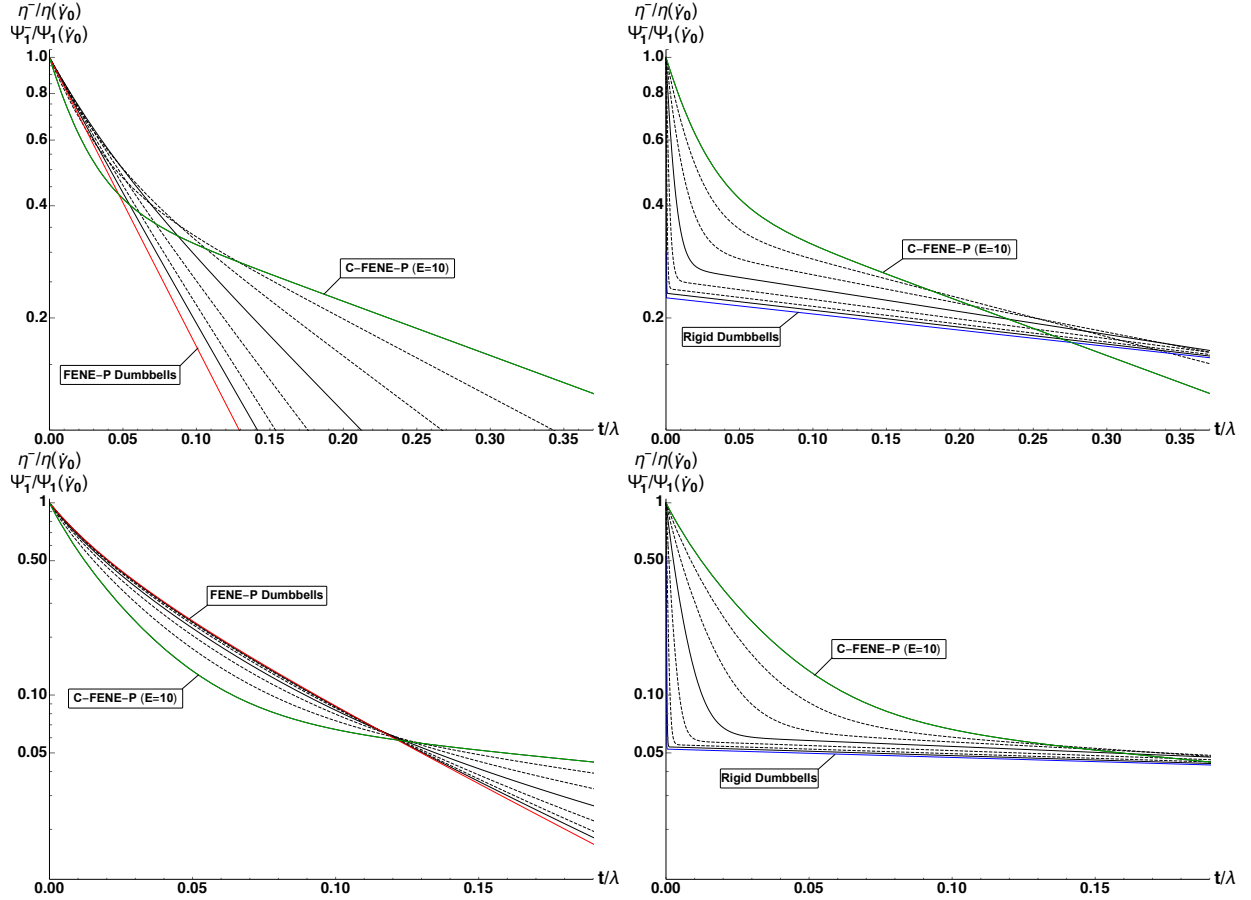 η⁻/η(γ̇₀)
Ψ₁⁻/Ψ₁(γ̇₀)
1.0
0.8
0.6
0.4
0.2
C-FENE-P (E=10)
FENE-P Dumbbells
0.00 0.05 0.10 0.15 0.20 0.25 0.30 0.35 t/λ
η⁻/η(γ̇₀)
Ψ₁⁻/Ψ₁(γ̇₀)
1.0
0.8
0.6
0.4
0.2
C-FENE-P (E=10)
Rigid Dumbbells
0.00 0.05 0.10 0.15 0.20 0.25 0.30 0.35 t/λ
η⁻/η(γ̇₀)
Ψ₁⁻/Ψ₁(γ̇₀)
1
0.50
0.10
0.05
FENE-P Dumbbells
C-FENE-P (E=10)
0.00 0.05 0.10 0.15 t/λ
η⁻/η(γ̇₀)
Ψ₁⁻/Ψ₁(γ̇₀)
1
0.50
0.10
0.05
C-FENE-P (E=10)
Rigid Dumbbells
0.00 0.05 0.10 0.15 t/λ